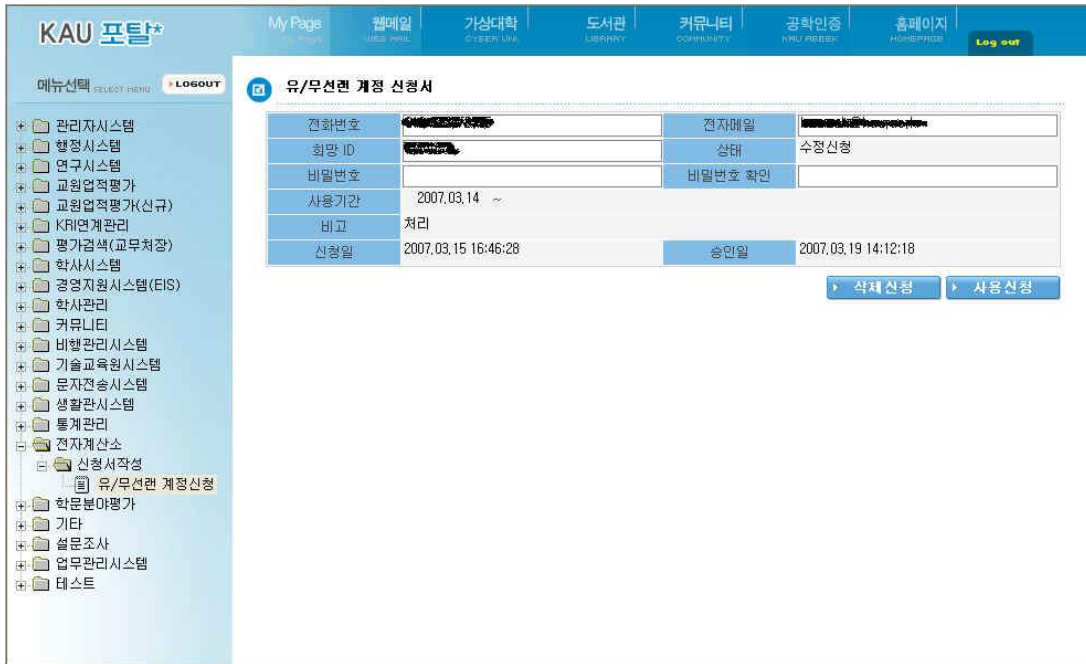 KAU 포탈*
My Page 웹메일 가상대학 도서관 커뮤니티 공학인증 홈페이지
WEB MAIL CYBER UNI. LIBRARY COMMUNITY KAU ABEEK HOMEPAGE
Log out
메뉴선택 SELECT MENU LOGOUT
관리자시스템
행정시스템
연구시스템
교원업적평가
교원업적평가(신규)
KRI연계관리
평가검색(교무처장)
학사시스템
경영지원시스템(EIS)
학사관리
커뮤니티
비행관리시스템
기술교육원시스템
문자전송시스템
생활관시스템
통계관리
전자계산소
신청서작성
유/무선랜 계정신청
학문분야평가
기타
설문조사
업무관리시스템
테스트
유/무선랜 계정 신청서
전화번호 전자메일
희망 ID 상태 수정신청
비밀번호 비밀번호 확인
사용기간 2007.03.14 ~
비고 처리
신청일 2007.03.15 16:46:28 승인일 2007.03.19 14:12:18
삭제신청 사용신청